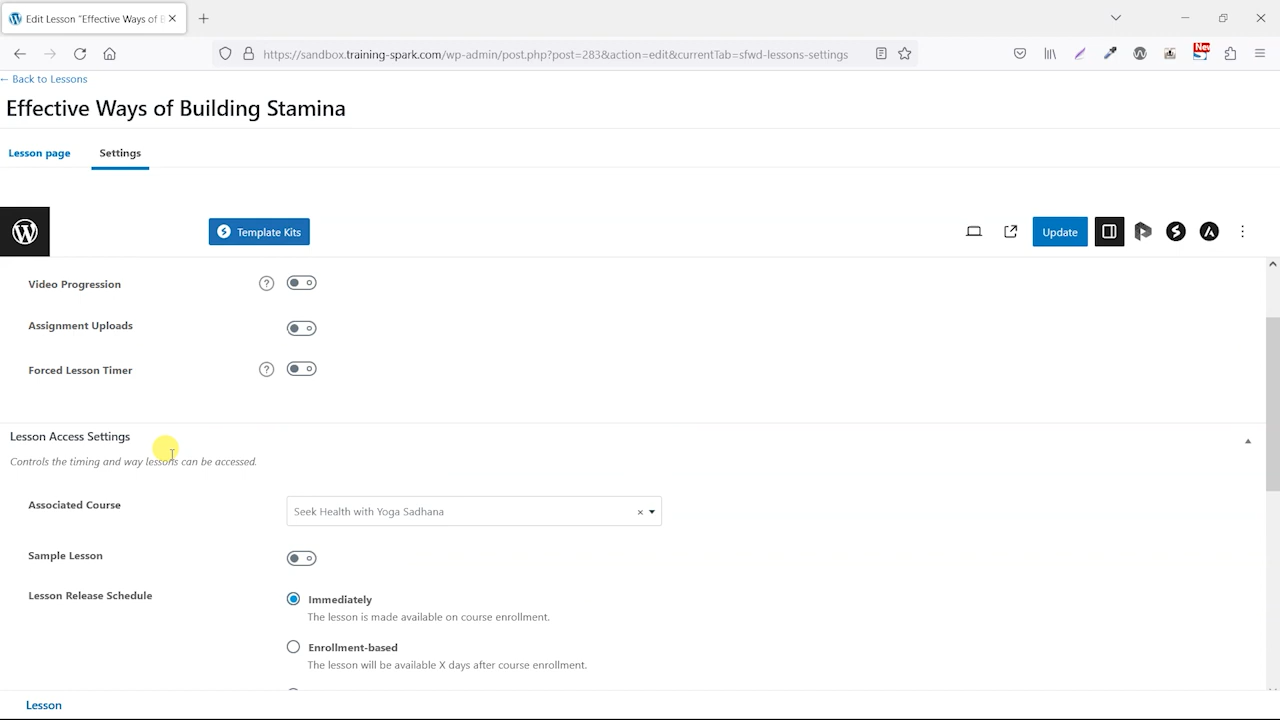 Edit Lesson "Effective Ways of B
https://sandbox.training-spark.com/wp-admin/post.php?post=283&action=edit&currentTab=sfwd-lessons-settings
New
← Back to Lessons
Effective Ways of Building Stamina
Lesson page
Settings
Template Kits
Update
Video Progression
?
Assignment Uploads
Forced Lesson Timer
?
Lesson Access Settings
Controls the timing and way lessons can be accessed.
Associated Course
Seek Health with Yoga Sadhana
Sample Lesson
Lesson Release Schedule
Immediately
The lesson is made available on course enrollment.
Enrollment-based
The lesson will be available X days after course enrollment.
Lesson